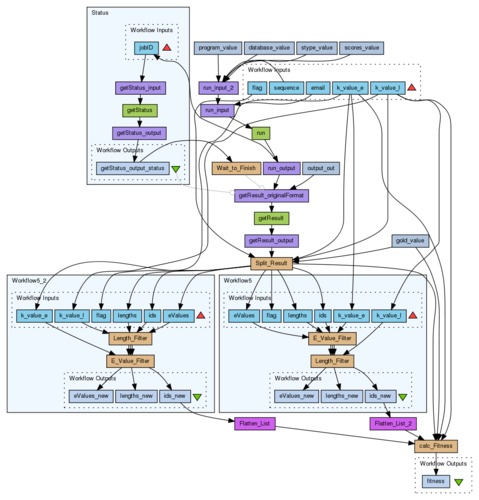 Status
Workflow Inputs
jobID
program_value
database_value
stype_value
scores_value
Workflow Inputs
getStatus_input
run_input_2
flag
sequence
email
k_value_e
k_value_l
getStatus
run_input
getStatus_output
run
Workflow Outputs
getStatus_output_status
Wait_to_Finish
run_output
output_out
getResult_originalFormat
getResult
getResult_output
gold_value
Split_Result
Workflow5_2
Workflow5
Workflow Inputs
Workflow Inputs
k_value_e
k_value_l
flag
lengths
ids
eValues
eValues
flag
lengths
ids
k_value_e
k_value_l
Length_Filter
E_Value_Filter
E_Value_Filter
Length_Filter
Workflow Outputs
Workflow Outputs
eValues_new
lengths_new
ids_new
eValues_new
lengths_new
ids_new
Flatten_List
Flatten_List_2
calc_Fitness
Workflow Outputs
fitness